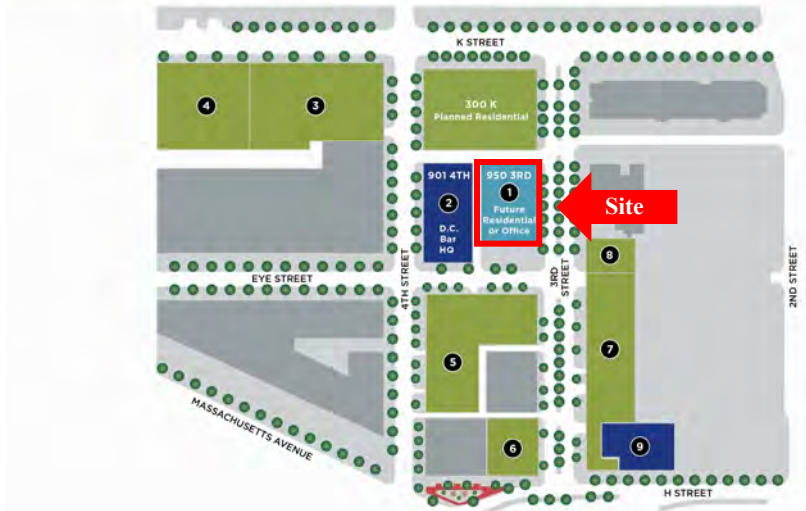 K STREET
4
3
300 K
Planned Residential
901 4TH
2
D.C.
Bar
HQ
950 3RD
1
Future
Residential
or Office
Site
8
EYE STREET
4TH STREET
3RD
STREET
2ND STREET
5
7
6
9
MASSACHUSETTS AVENUE
H STREET